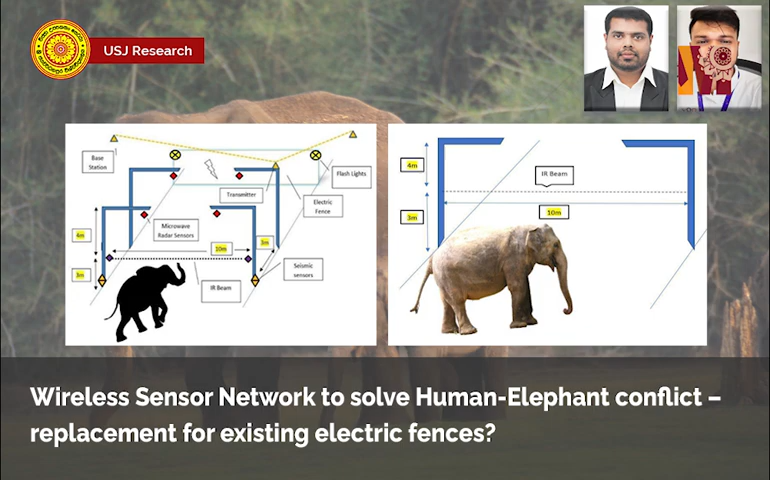 USJ Research
Base
Station
Flash Lights
Transmitter
Electric
Fence
Microwave
Radar Sensors
4m
10m
3m
3m
Seismic
sensors
IR Beam
4m
IR Beam
3m
10m
Wireless Sensor Network to solve Human-Elephant conflict –
replacement for existing electric fences?